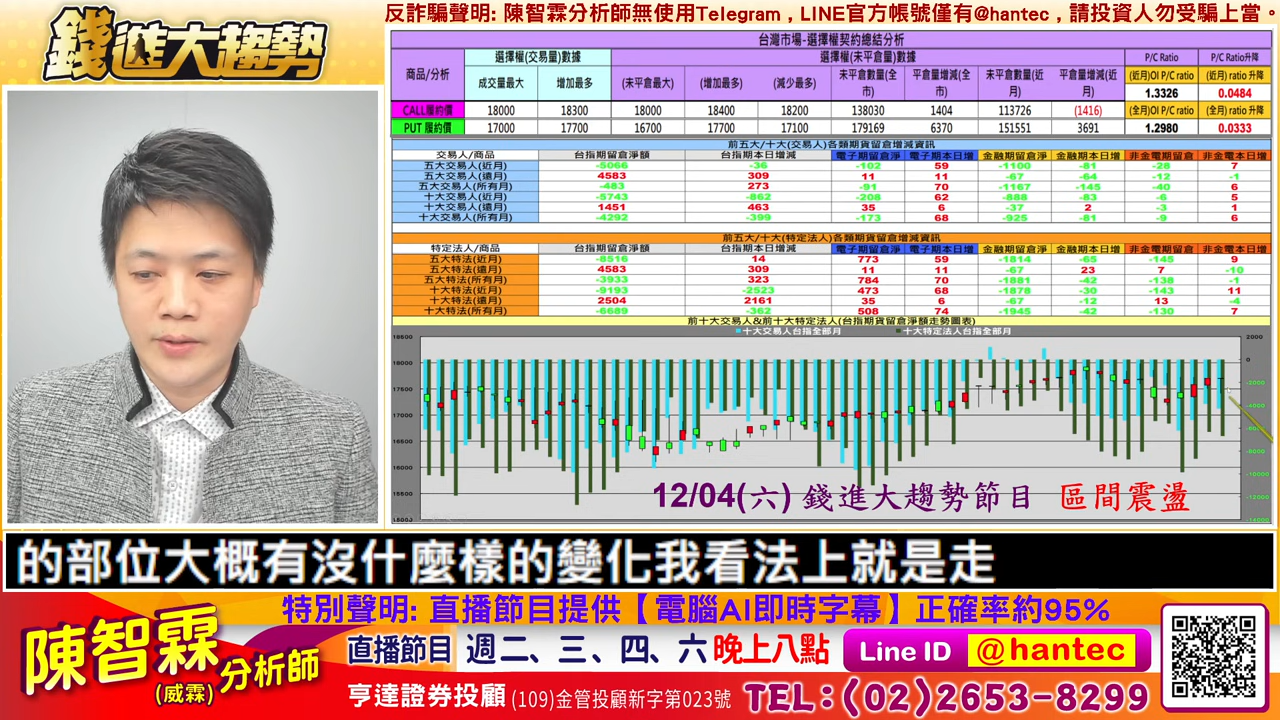 錢進大趨勢
反詐騙聲明: 陳智霖分析師無使用Telegram , LINE官方帳號僅有@hantec , 請投資人勿受騙上當。
台灣市場-選擇權契約總結分析
商品/分析 選擇權(交易量)數據 選擇權(未平倉量)數據 P/C Ratio P/C Ratio升降
成交量最大 增加最多 (未平倉最大) (增加最多) (減少最多) 未平倉數量(全市) 平倉量增減(全市) 未平倉數量(近月) 平倉量增減(近月) (近月)OI P/C ratio (近月) ratio 升降
1.3326 0.0484
CALL履約價 18000 18300 18000 18400 18200 138030 1404 113726 (1416) (全月)OI P/C ratio (全月) ratio 升降
PUT 履約價 17000 17700 16700 17700 17100 179169 6370 151551 3691 1.2980 0.0333
前五大/十大(交易人)各類期貨留倉增減資訊
交易人/商品 台指期留倉淨額 台指期本日增減 電子期留倉淨 電子期本日增 金融期留倉淨 金融期本日增 非金電期留倉 非金電本日增
五大交易人(近月) -5066 -36 -102 59 -1100 -81 -28 7
五大交易人(遠月) 4583 309 11 11 -67 -64 -12 -1
五大交易人(所有月) -483 273 -91 70 -1167 -145 -40 6
十大交易人(近月) -5743 -862 -208 62 -888 -83 -6 5
十大交易人(遠月) 1451 463 35 6 -37 2 -3 1
十大交易人(所有月) -4292 -399 -173 68 -925 -81 -9 6
前五大/十大(特定法人)各類期貨留倉增減資訊
特定法人/商品 台指期留倉淨額 台指期本日增減 電子期留倉淨 電子期本日增 金融期留倉淨 金融期本日增 非金電期留倉 非金電本日增
五大特法(近月) -8516 14 773 59 -1814 -65 -145 9
五大特法(遠月) 4583 309 11 11 -67 23 7 -10
五大特法(所有月) -3933 323 784 70 -1881 -42 -138 -1
十大特法(近月) -9193 -2523 473 68 -1878 -30 -143 11
十大特法(遠月) 2504 2161 35 6 -67 -12 13 -4
十大特法(所有月) -6689 -362 508 74 -1945 -42 -130 7
前十大交易人&前十大特定法人(台指期貨留倉淨額走勢圖表)
十大交易人台指全部月 十大特定法人台指全部月
18500 2000
18000 0
17500 -2000
17000 -4000
16500
16000 -8000
15500
12/04(六) 錢進大趨勢節目 區間震盪
的部位大概有沒什麼樣的變化我看法上就是走
特別聲明: 直播節目提供【電腦AI即時字幕】正確率約95%
陳智霖 分析師
(威霖)
直播節目 週二、三、四、六 晚上八點 Line ID @hantec
亨達證券投顧 (109)金管投顧新字第023號 TEL:(02)2653-8299